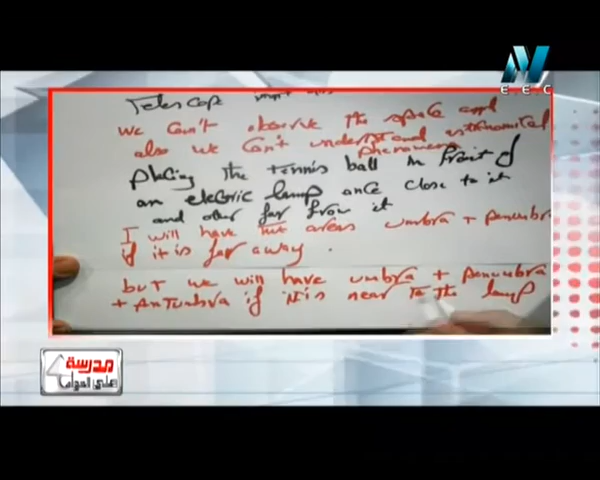 E.E.C
Telescope
we can't observe the space and
also we can't understand astronomical
phenomena
placing the tennis ball in front of
an electric lamp once close to it
and other far from it
I will have two areas umbra + penumbra
if it is far away
but we will have umbra + penumbra
+ antumbra if it is near to the lamp
مدرسة
على الهواء